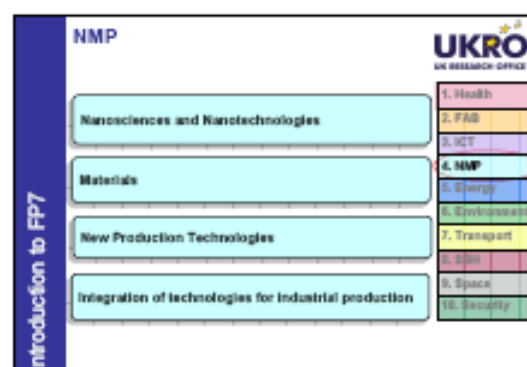 NMP
UKRO
UK RESEARCH OFFICE
Introduction to FP7
Nanosciences and Nanotechnologies
Materials
New Production Technologies
Integration of technologies for industrial production
1. Health
2. FAB
3. ICT
4. NMP
5. Energy
6. Environment
7. Transport
8. SSH
9. Space
10. Security